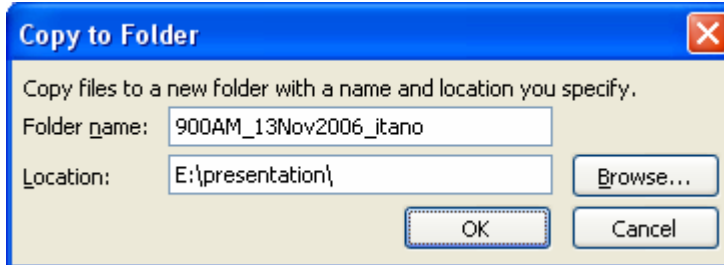 Copy to Folder
Copy files to a new folder with a name and location you specify.
Folder name: 900AM_13Nov2006_itano
Location: E:\presentation\ Browse...
OK Cancel